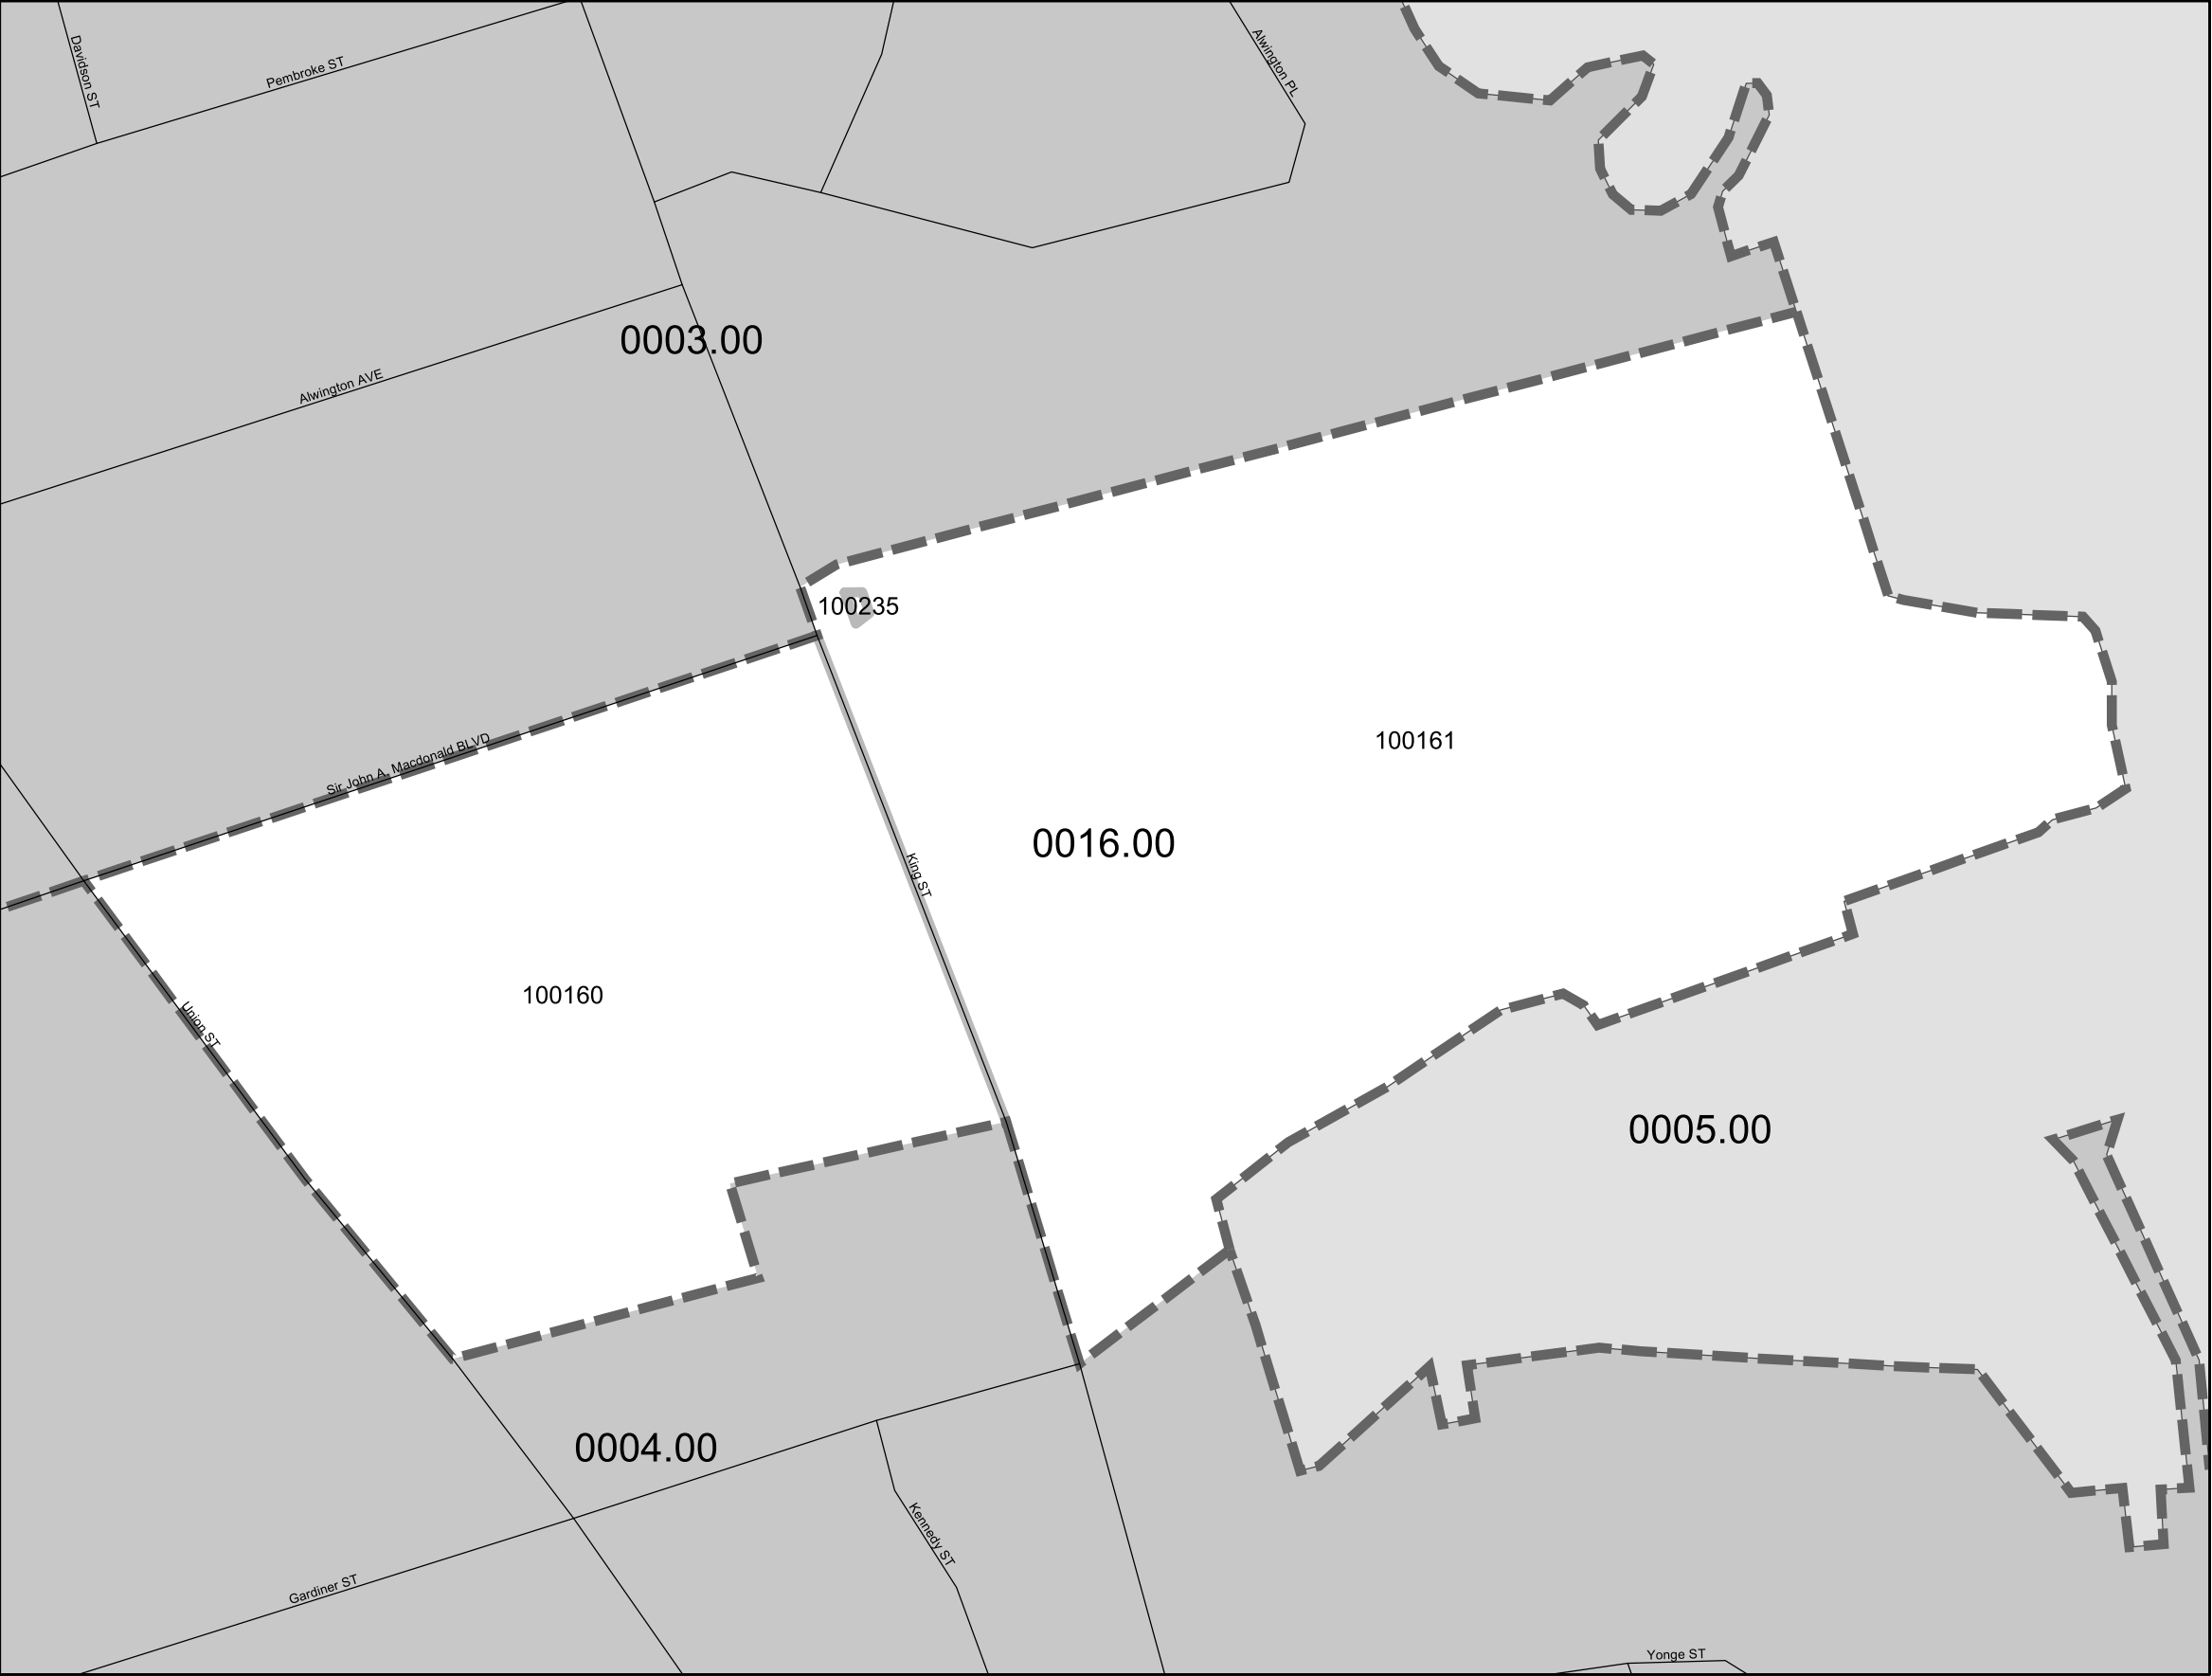 Davidson ST
Pembroke ST
Alwington PL
0003.00
Alwington AVE
100235
Sir John A. Macdonald BLVD
100161
0016.00
King ST
100160
Union ST
0005.00
0004.00
Kennedy ST
Gardiner ST
Yonge ST